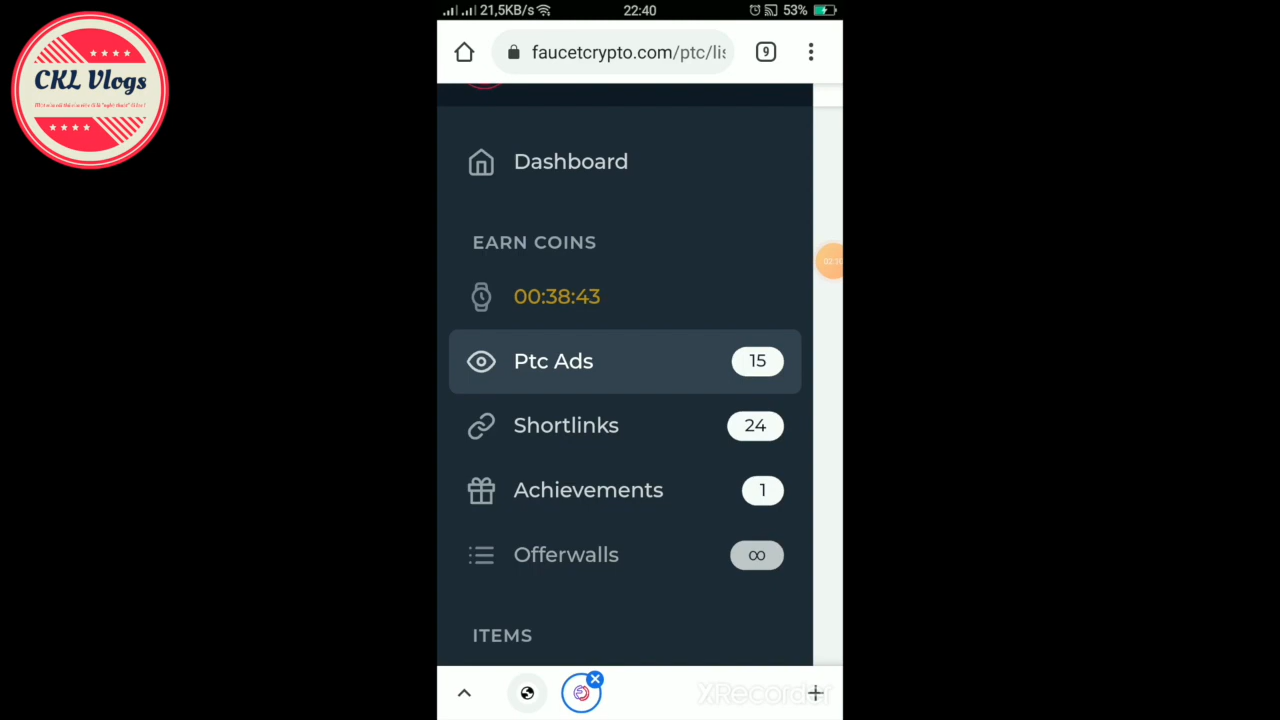 CKL Vlogs
21,5KB/s
22:40
53%
faucetcrypto.com/ptc/lis
9
Dashboard
EARN COINS
00:38:43
Ptc Ads
15
Shortlinks
24
Achievements
1
Offerwalls
∞
ITEMS
XRecorder